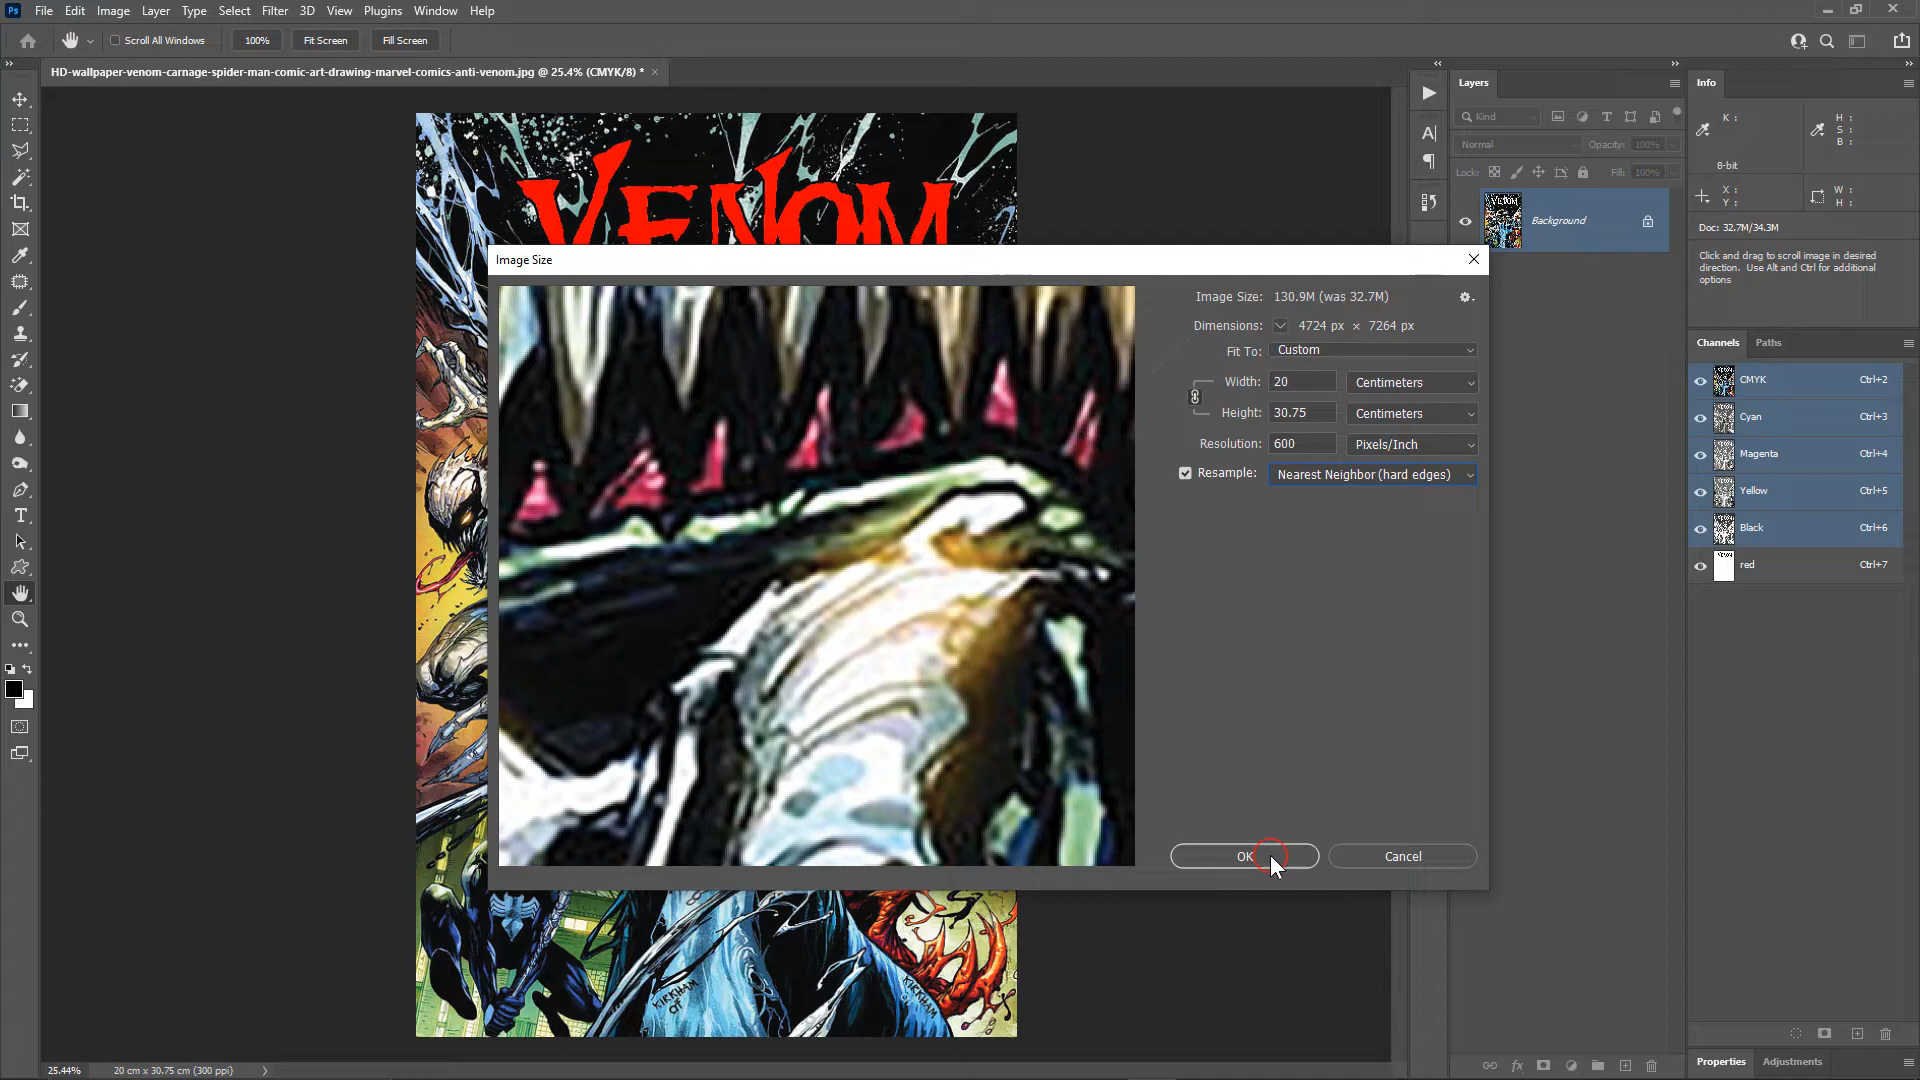 Ps File Edit Image Layer Type Select Filter 3D View Plugins Window Help
Scroll All Windows 100% Fit Screen Fill Screen
HD-wallpaper-venom-carnage-spider-man-comic-art-drawing-marvel-comics-anti-venom.jpg @ 25.4% (CMYK/8) *
VENOM
Image Size
Image Size: 130.9M (was 32.7M)
Dimensions: 4724 px × 7264 px
Fit To: Custom
Width: 20 Centimeters
Height: 30.75 Centimeters
Resolution: 600 Pixels/Inch
Resample: Nearest Neighbor (hard edges)
OK Cancel
KIRKHAM
KIRKHAM
25.44% 20 cm x 30.75 cm (300 ppi)
Layers
Kind
Normal Opacity: 100%
Lock: Fill: 100%
VENOM
Background
Info
K: H:
S:
B:
8-bit
X: W:
Y: H:
Doc: 32.7M/34.3M
Click and drag to scroll image in desired
direction. Use Alt and Ctrl for additional
options
Channels Paths
CMYK Ctrl+2
Cyan Ctrl+3
Magenta Ctrl+4
Yellow Ctrl+5
Black Ctrl+6
red Ctrl+7
fx
Properties Adjustments